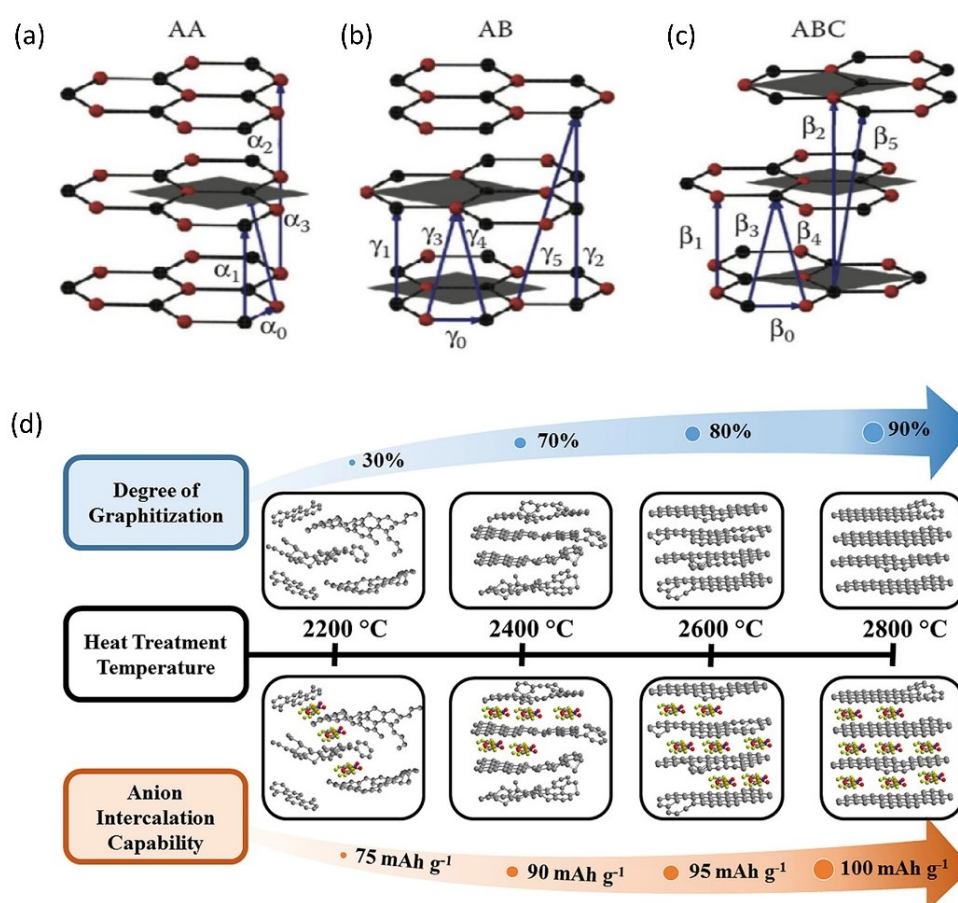 (a)
AA
(b)
AB
(c)
ABC
α₂
α₃
α₁
α₀
γ₁
γ₃
γ₄
γ₅
γ₂
γ₀
β₂
β₅
β₁
β₃
β₄
β₀
(d)
30%
70%
80%
90%
Degree of
Graphitization
Heat Treatment
Temperature
2200 °C
2400 °C
2600 °C
2800 °C
Anion
Intercalation
Capability
75 mAh g⁻¹
90 mAh g⁻¹
95 mAh g⁻¹
100 mAh g⁻¹